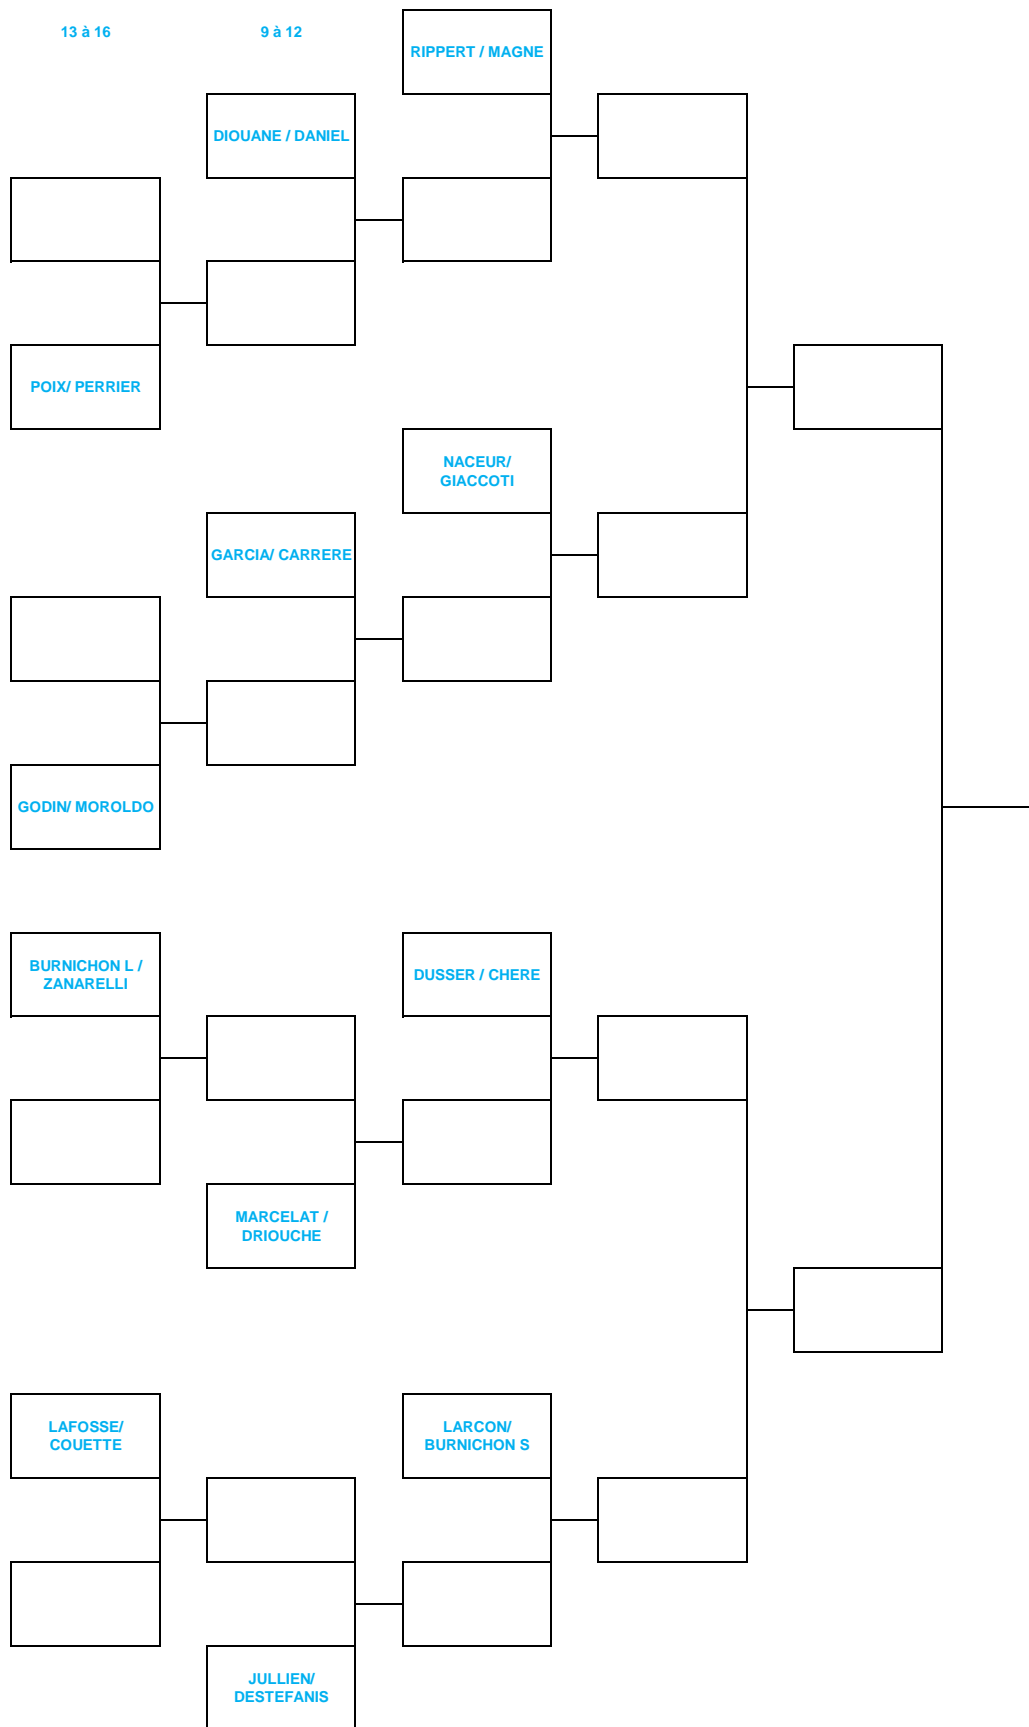 13 à 16
9 à 12
RIPPERT / MAGNE
DIOUANE / DANIEL
POIX/ PERRIER
NACEUR/
GIACCOTI
GARCIA/ CARRERE
GODIN/ MOROLDO
BURNICHON L /
ZANARELLI
DUSSER / CHERE
MARCELAT /
DRIOUCHE
LAFOSSE/
COUETTE
LARCON/
BURNICHON S
JULLIEN/
DESTEFANIS